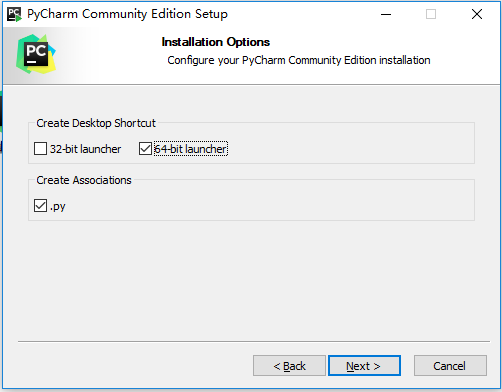 PyCharm Community Edition Setup
PC
Installation Options
Configure your PyCharm Community Edition installation
Create Desktop Shortcut
32-bit launcher 64-bit launcher
Create Associations
.py
< Back Next > Cancel